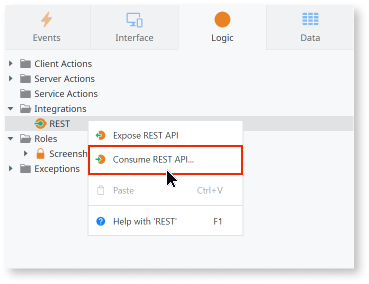 Events Interface Logic Data
Client Actions
Server Actions
Service Actions
Integrations
REST
Expose REST API
Roles
Consume REST API...
Screensh
Exceptions
Paste Ctrl+V
Help with 'REST' F1